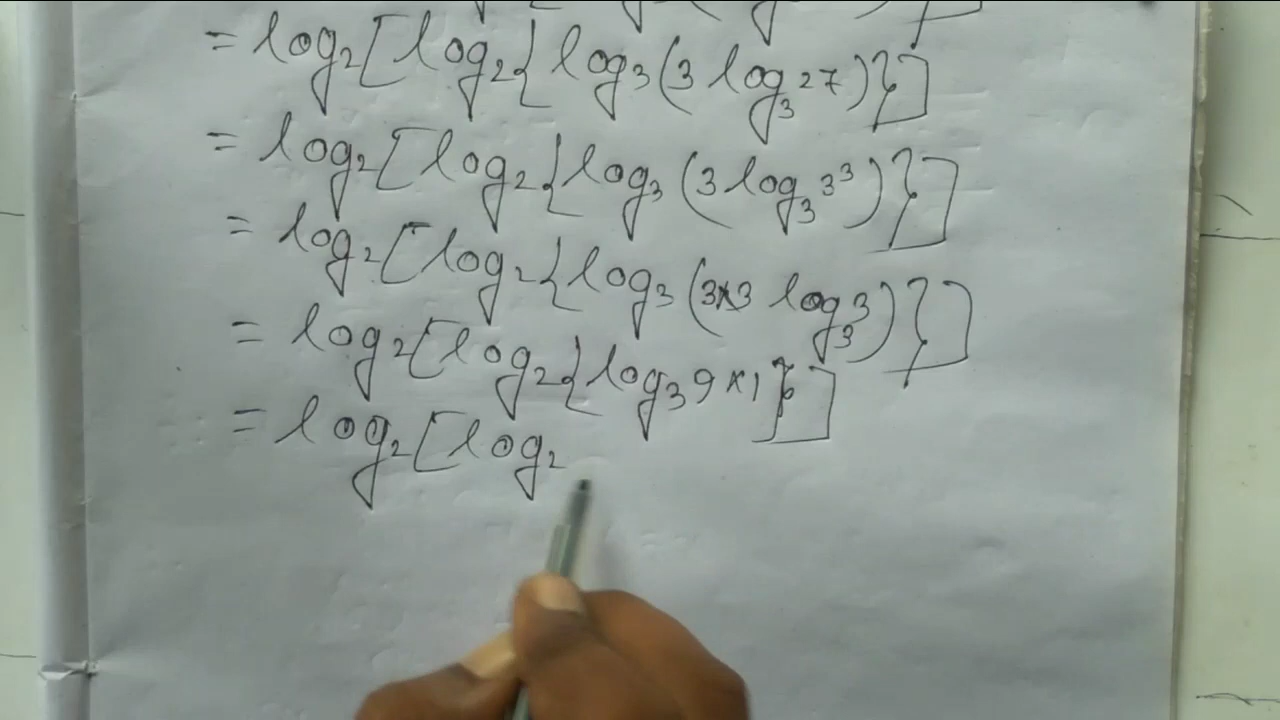 = log₂[log₂{log₃(3 log₃27)}]
= log₂[log₂{log₃(3 log₃3³)}]
= log₂[log₂{log₃(3×3 log₃3)}]
= log₂[log₂{log₃9×1}]
= log₂[log₂